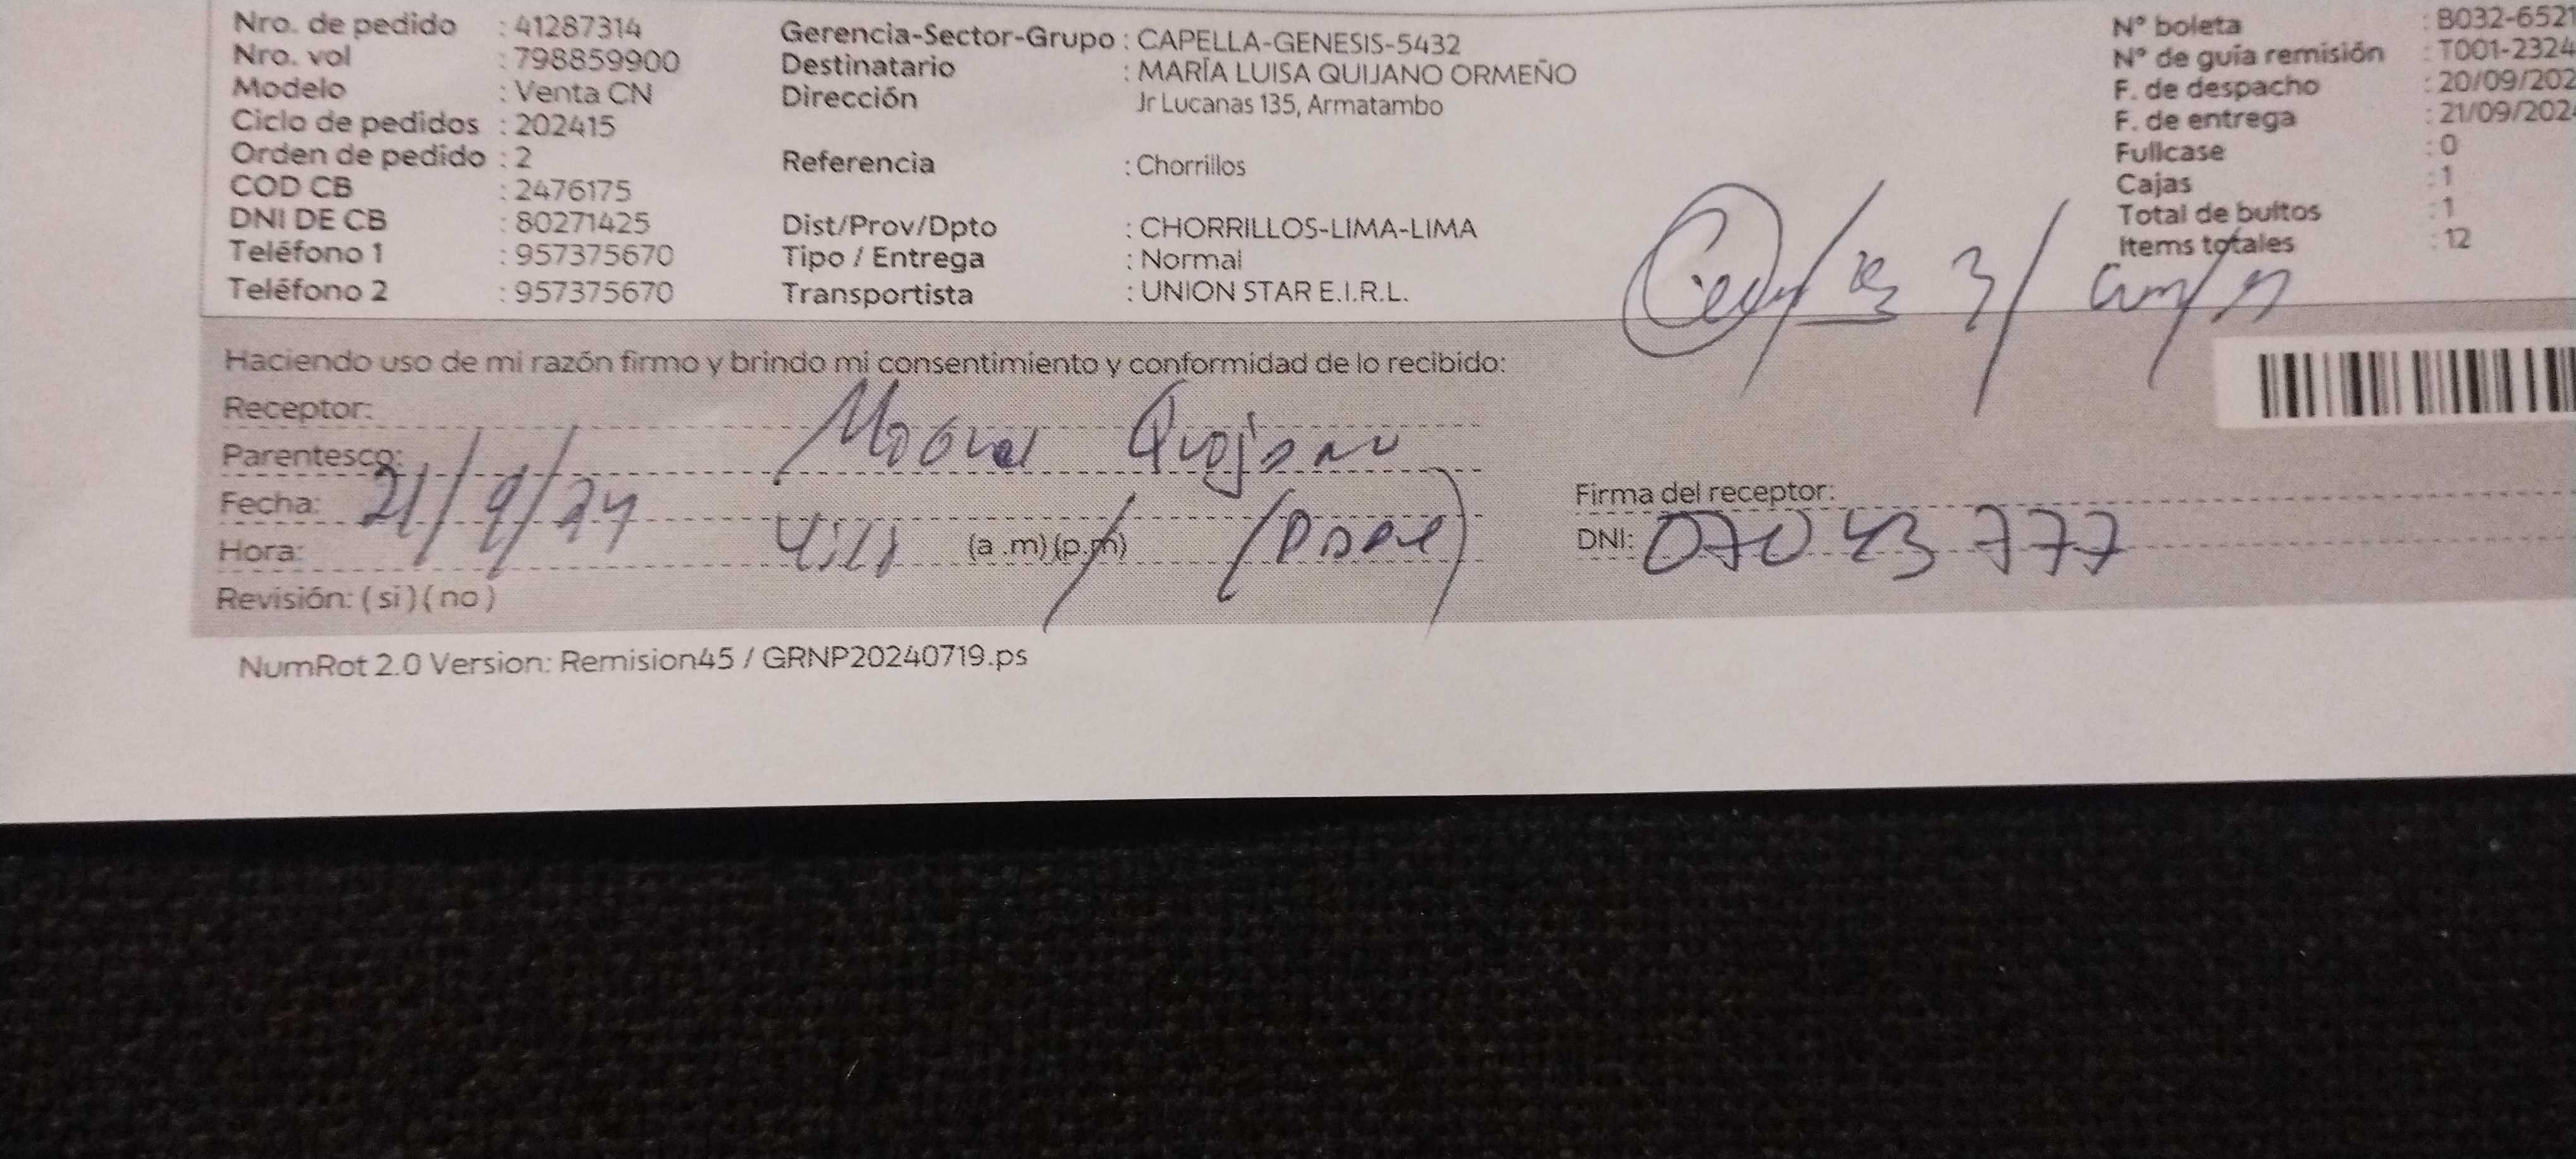 Nro. de pedido : 41287314
Nro. vol : 798859900
Modelo : Venta CN
Ciclo de pedidos : 202415
Orden de pedido : 2
COD CB : 2476175
DNI DE CB : 80271425
Teléfono 1 : 957375670
Teléfono 2 : 957375670
Gerencia-Sector-Grupo : CAPELLA-GENESIS-5432
Destinatario : MARÍA LUISA QUIJANO ORMEÑO
Dirección Jr Lucanas 135, Armatambo
Referencia : Chorrillos
Dist/Prov/Dpto : CHORRILLOS-LIMA-LIMA
Tipo / Entrega : Normal
Transportista : UNION STAR E.I.R.L.
N° boleta : B032-6521
N° de guía remisión : T001-2324
F. de despacho : 20/09/202
F. de entrega : 21/09/202
Fullcase : 0
Cajas : 1
Total de bultos : 1
Items totales : 12
3/
Haciendo uso de mi razón firmo y brindo mi consentimiento y conformidad de lo recibido:
Receptor:
Quijano
Parentesco:
Fecha: 21/9/24
Hora: (a .m) (p.m) (Padre)
Revisión: ( si ) ( no )
Firma del receptor:
DNI: 07043777
NumRot 2.0 Version: Remision45 / GRNP20240719.ps